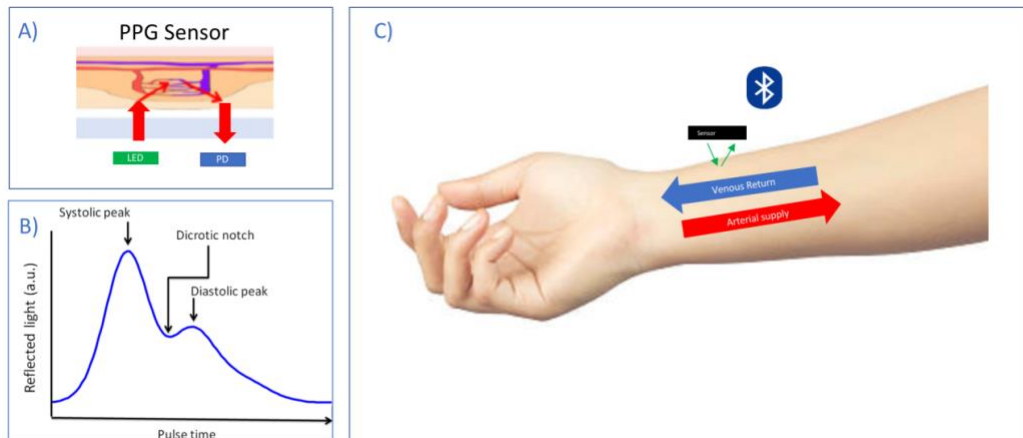 A)
PPG Sensor
LED
PD
B)
Systolic peak
Dicrotic notch
Diastolic peak
Reflected light (a.u.)
Pulse time
C)
Sensor
Venous Return
Arterial supply